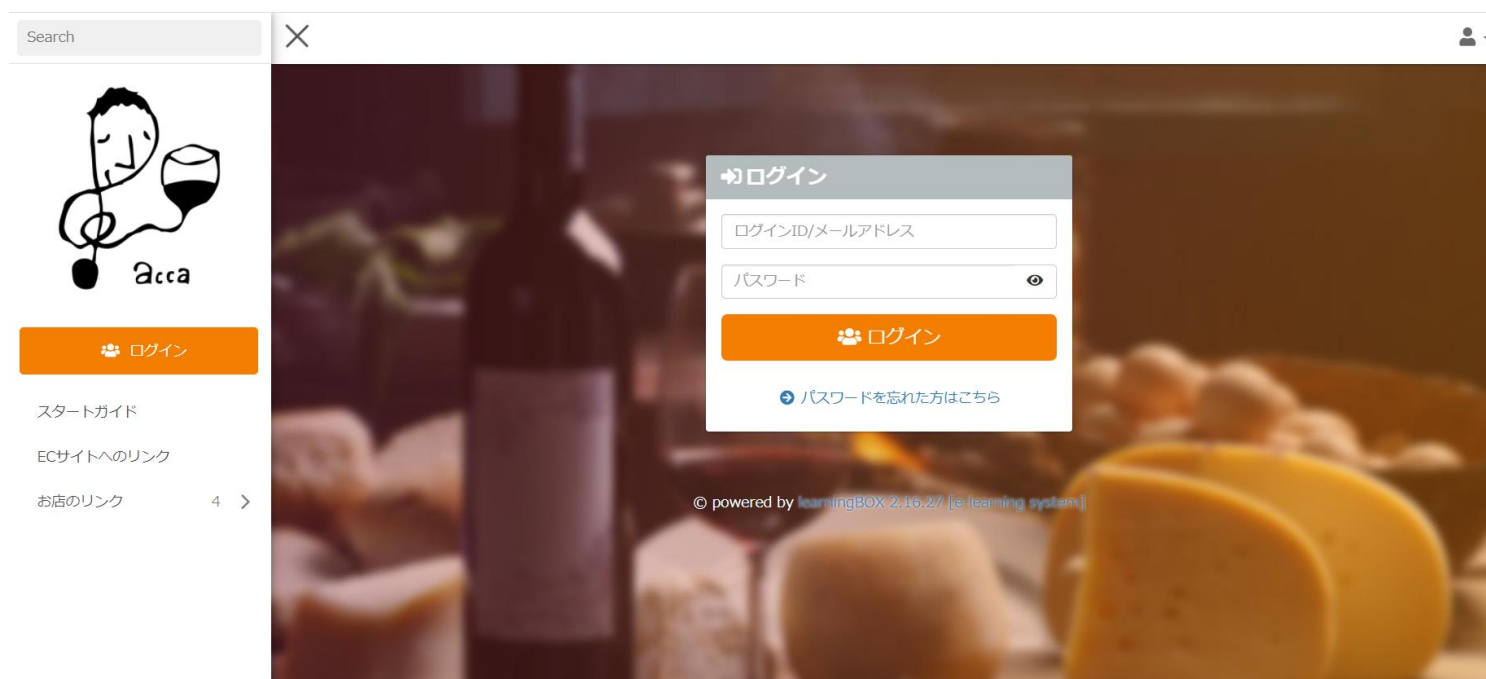 Search
acca
ログイン
スタートガイド
ECサイトへのリンク
お店のリンク 4
ログイン
ログインID/メールアドレス
パスワード
ログイン
パスワードを忘れた方はこちら
© powered by learningBOX 2.16.27 [e-learning system]